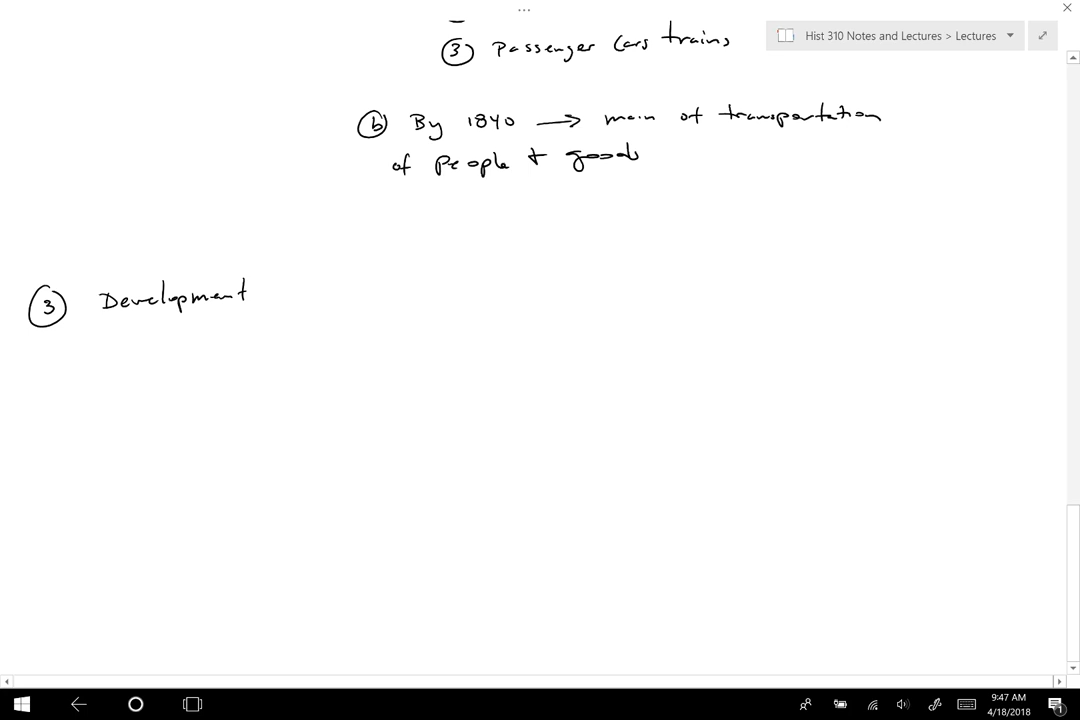 Hist 310 Notes and Lectures > Lectures
③ Passenger Cars trains
ⓑ By 1840 → main of transportation
of people + goods
③ Development
9:47 AM
4/18/2018
1